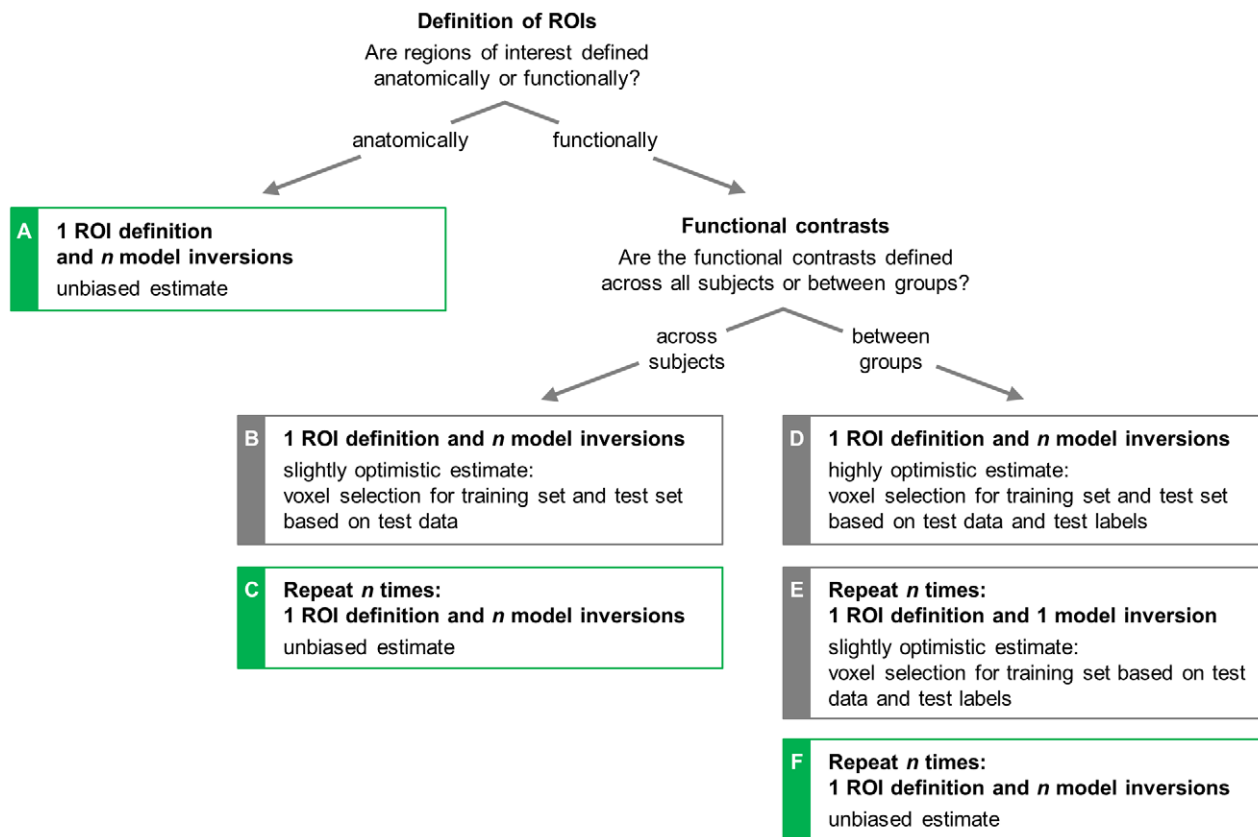 Definition of ROIs
Are regions of interest defined
anatomically or functionally?
anatomically
functionally
A
1 ROI definition
and n model inversions
unbiased estimate
Functional contrasts
Are the functional contrasts defined
across all subjects or between groups?
across
subjects
between
groups
B
1 ROI definition and n model inversions
slightly optimistic estimate:
voxel selection for training set and test set
based on test data
C
Repeat n times:
1 ROI definition and n model inversions
unbiased estimate
D
1 ROI definition and n model inversions
highly optimistic estimate:
voxel selection for training set and test set
based on test data and test labels
E
Repeat n times:
1 ROI definition and 1 model inversion
slightly optimistic estimate:
voxel selection for training set based on test
data and test labels
F
Repeat n times:
1 ROI definition and n model inversions
unbiased estimate